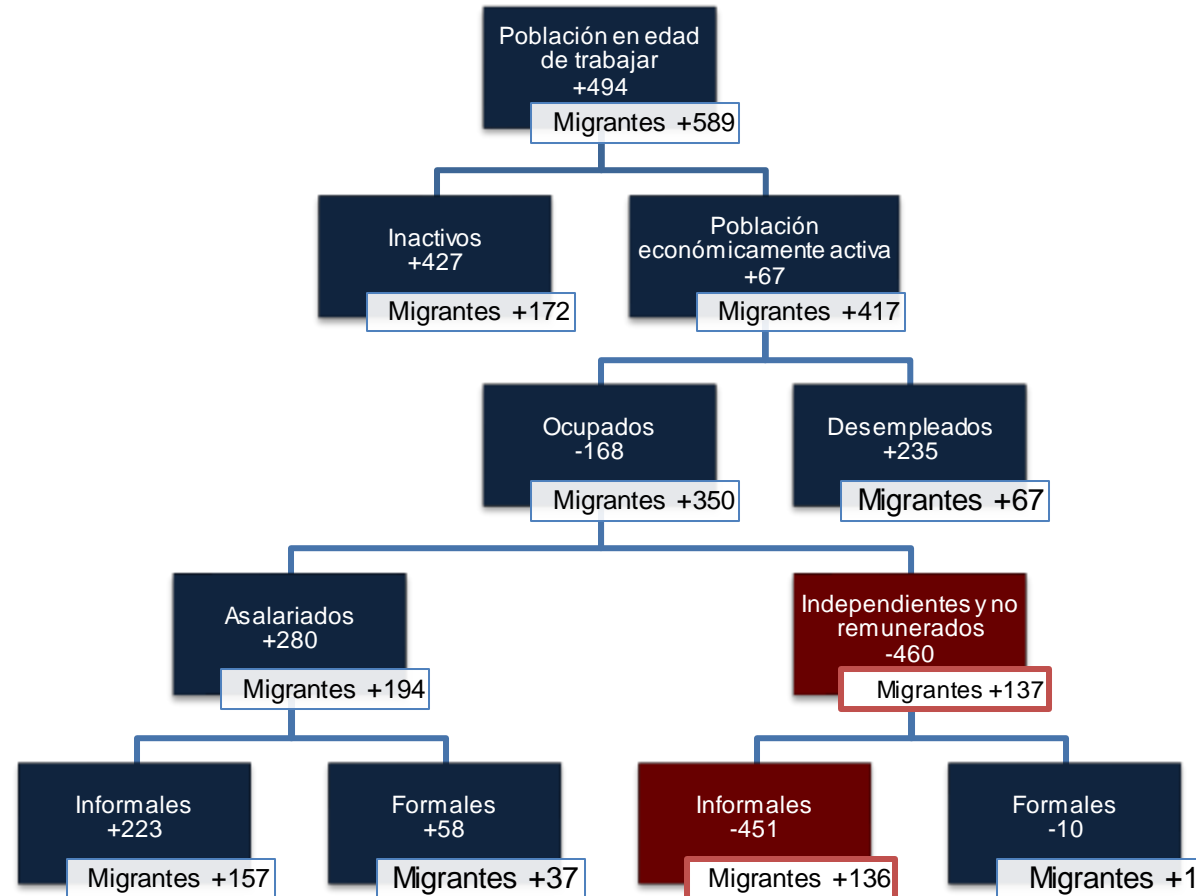 Población en edad
de trabajar
+494
Migrantes +589
Inactivos
+427
Migrantes +172
Población
económicamente activa
+67
Migrantes +417
Ocupados
-168
Migrantes +350
Desempleados
+235
Migrantes +67
Asalariados
+280
Migrantes +194
Independientes y no
remunerados
-460
Migrantes +137
Informales
+223
Migrantes +157
Formales
+58
Migrantes +37
Informales
-451
Migrantes +136
Formales
-10
Migrantes +1